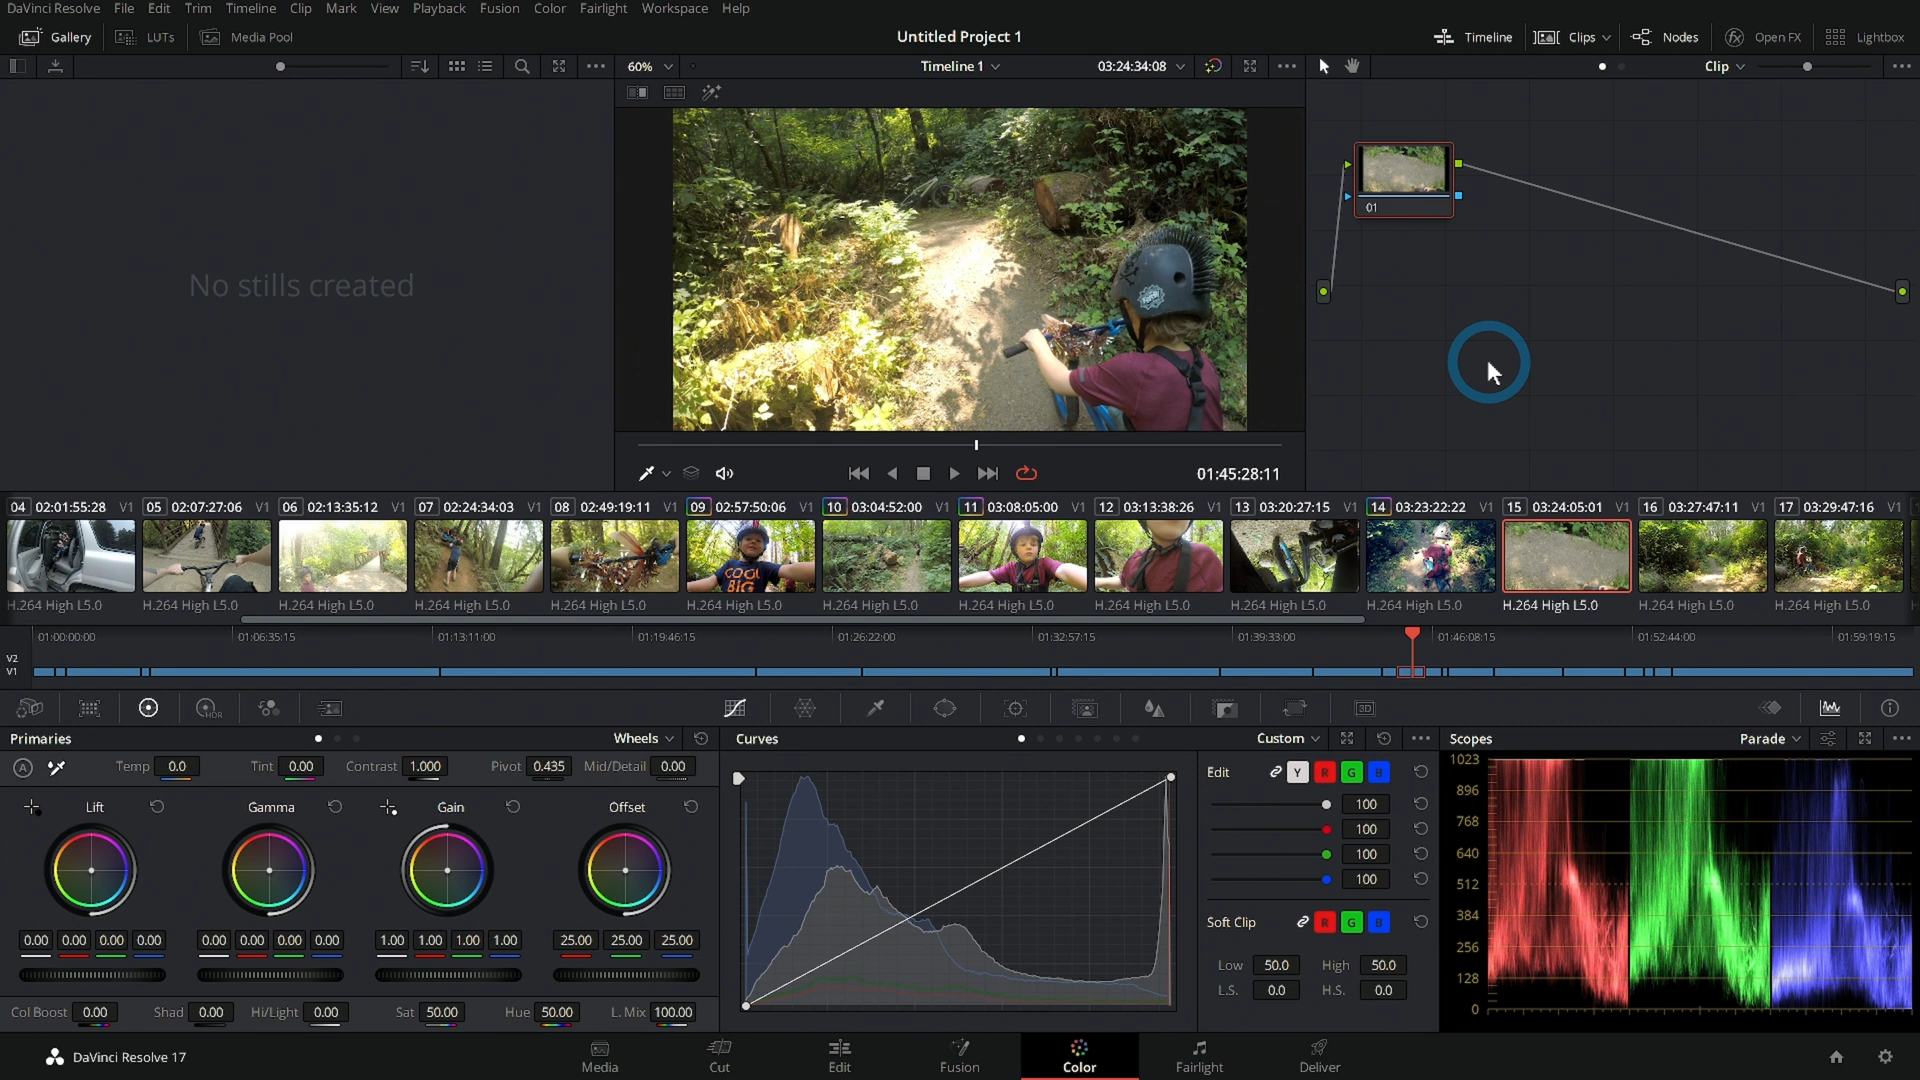 DaVinci Resolve File Edit Trim Timeline Clip Mark View Playback Fusion Color Fairlight Workspace Help
Gallery LUTs Media Pool Untitled Project 1 Timeline Clips Nodes Open FX Lightbox
60% Timeline 1 03:24:34:08 Clip
No stills created
01
01:45:28:11
04 02:01:55:28 V1 05 02:07:27:06 V1 06 02:13:35:12 V1 07 02:24:34:03 V1 08 02:49:19:11 V1 09 02:57:50:06 V1 10 03:04:52:00 V1 11 03:08:05:00 V1 12 03:13:38:26 V1 13 03:20:27:15 V1 14 03:23:22:22 V1 15 03:24:05:01 V1 16 03:27:47:11 V1 17 03:29:47:16 V1
COOL
BIG
H.264 High L5.0 H.264 High L5.0 H.264 High L5.0 H.264 High L5.0 H.264 High L5.0 H.264 High L5.0 H.264 High L5.0 H.264 High L5.0 H.264 High L5.0 H.264 High L5.0 H.264 High L5.0 H.264 High L5.0 H.264 High L5.0 H.264 High L5.0
01:00:00:00 01:06:35:15 01:13:11:00 01:19:46:15 01:26:22:00 01:32:57:15 01:39:33:00 01:46:08:15 01:52:44:00 01:59:19:15
V2
V1
HDR 3D
Primaries Wheels Curves Custom Scopes Parade
A Temp 0.0 Tint 0.00 Contrast 1.000 Pivot 0.435 Mid/Detail 0.00
Lift Gamma Gain Offset
0.00 0.00 0.00 0.00 0.00 0.00 0.00 0.00 1.00 1.00 1.00 1.00 25.00 25.00 25.00
Col Boost 0.00 Shad 0.00 Hi/Light 0.00 Sat 50.00 Hue 50.00 L. Mix 100.00
Edit Y R G B
100
100
100
100
Soft Clip R G B
Low 50.0 High 50.0
L.S. 0.0 H.S. 0.0
1023
896
768
640
512
384
256
128
0
DaVinci Resolve 17 Media Cut Edit Fusion Color Fairlight Deliver